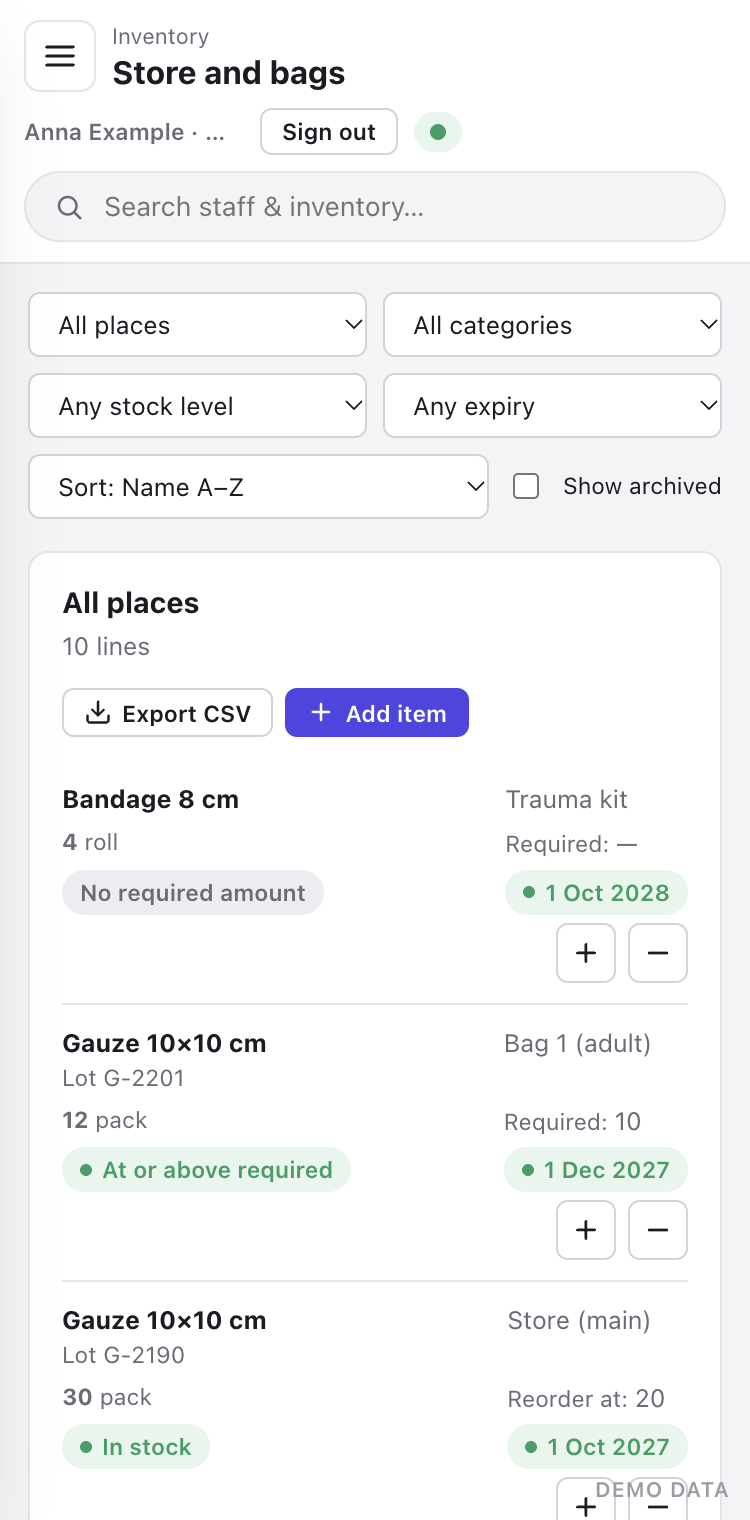 Inventory
Store and bags
Anna Example · ...
Sign out
Search staff & inventory...
All places
All categories
Any stock level
Any expiry
Sort: Name A–Z
Show archived
All places
10 lines
Export CSV
+ Add item
Bandage 8 cm
Trauma kit
4 roll
Required: —
No required amount
1 Oct 2028
+ −
Gauze 10×10 cm
Bag 1 (adult)
Lot G-2201
12 pack
Required: 10
At or above required
1 Dec 2027
+ −
Gauze 10×10 cm
Store (main)
Lot G-2190
30 pack
Reorder at: 20
In stock
1 Oct 2027
+ −
DEMO DATA